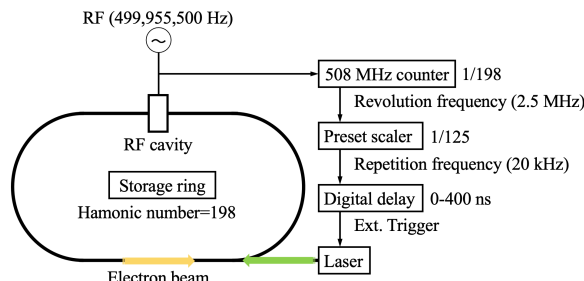 RF (499,955,500 Hz)
508 MHz counter 1/198
Revolution frequency (2.5 MHz)
RF cavity
Preset scaler 1/125
Repetition frequency (20 kHz)
Storage ring
Digital delay 0-400 ns
Hamonic number=198
Ext. Trigger
Laser
Electron beam